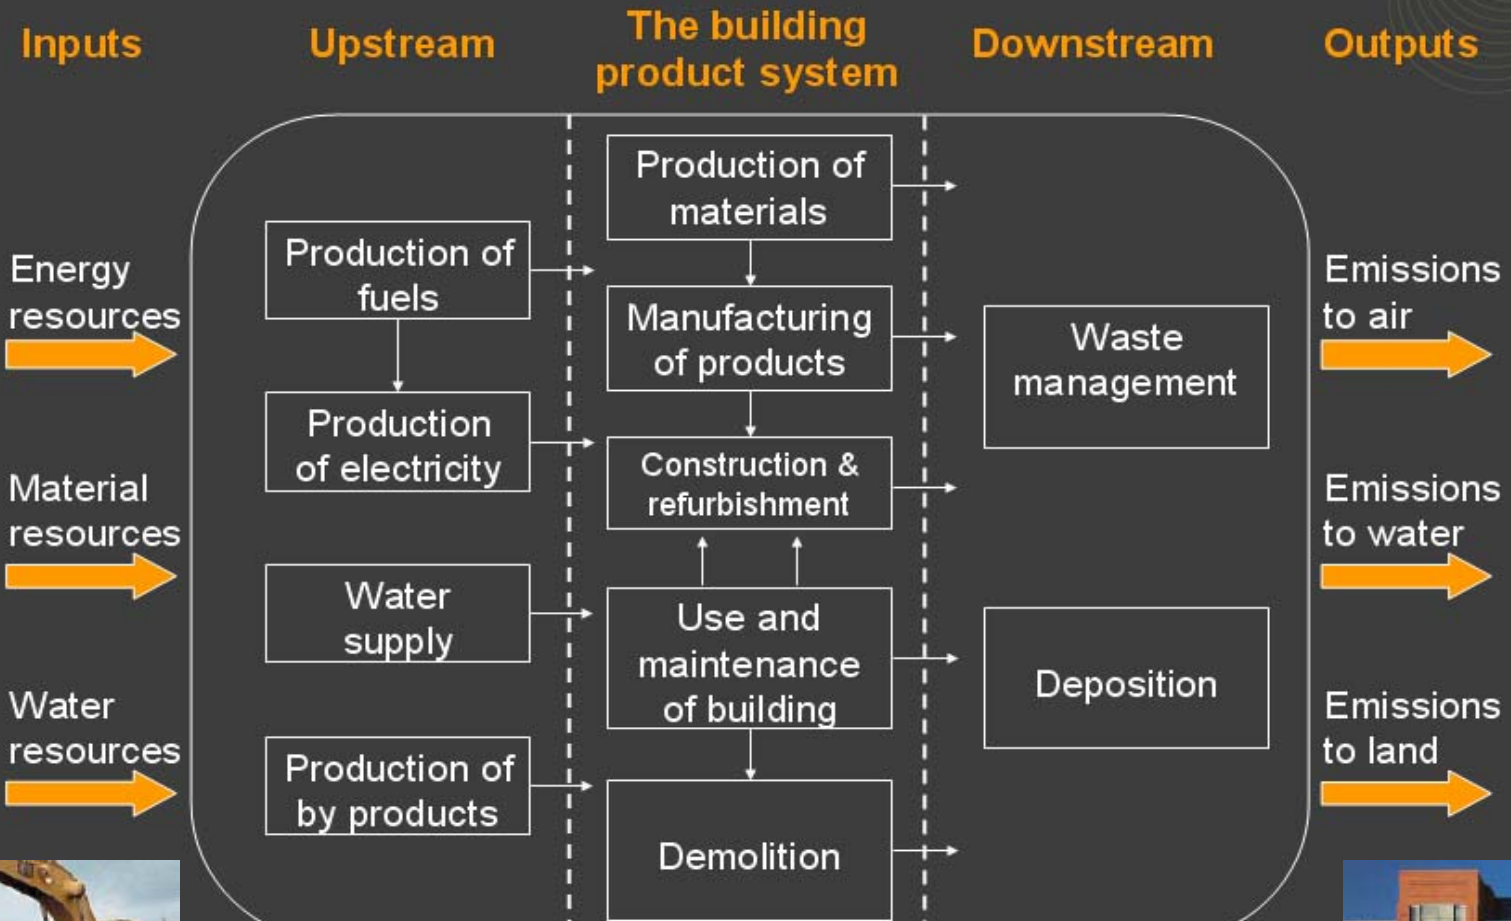 Inputs
Upstream
The building
product system
Downstream
Outputs
Energy
resources
Material
resources
Water
resources
Production of
fuels
Production
of electricity
Water
supply
Production of
by products
Production of
materials
Manufacturing
of products
Construction &
refurbishment
Use and
maintenance
of building
Demolition
Waste
management
Deposition
Emissions
to air
Emissions
to water
Emissions
to land